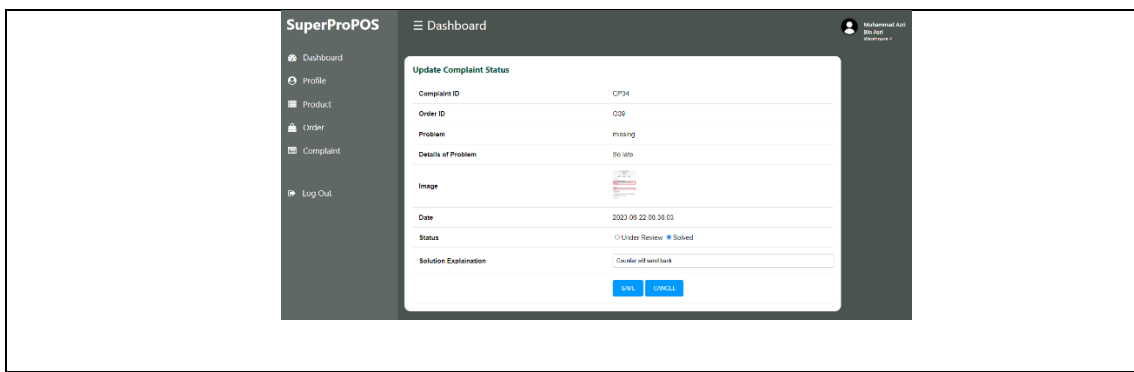 SuperProPOS
Dashboard
Muhammad Azri
Bin Asri
Dashboard
Profile
Product
Order
Complaint
Log Out
Update Complaint Status
Complaint ID CP34
Order ID O39
Problem missing
Details of Problem So late
Image
Date 2023-06-22 08:38:03
Status Under Review Solved
Solution Explaination Courier will send back
SAVE CANCEL